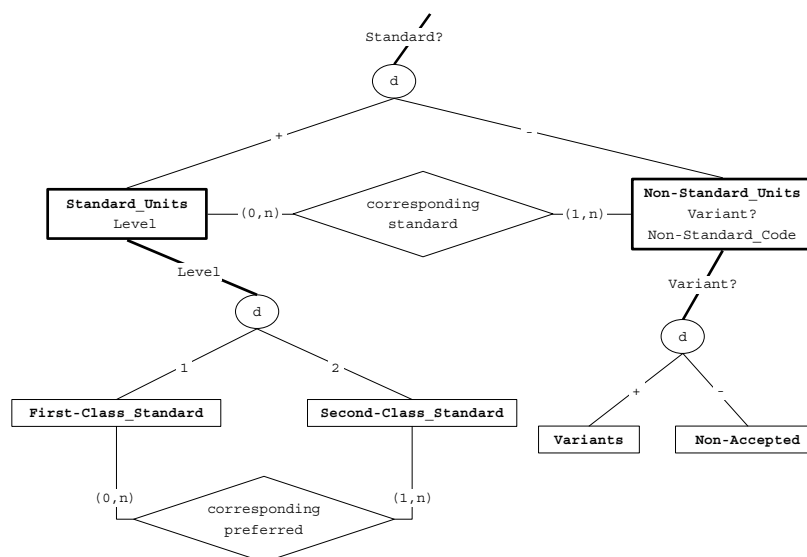 Standard?
d
+
-
Standard_Units
Level
(0,n)
corresponding
standard
(1,n)
Non-Standard_Units
Variant?
Non-Standard_Code
Level
Variant?
d
d
1
2
+
-
First-Class_Standard
Second-Class_Standard
Variants
Non-Accepted
(0,n)
(1,n)
corresponding
preferred